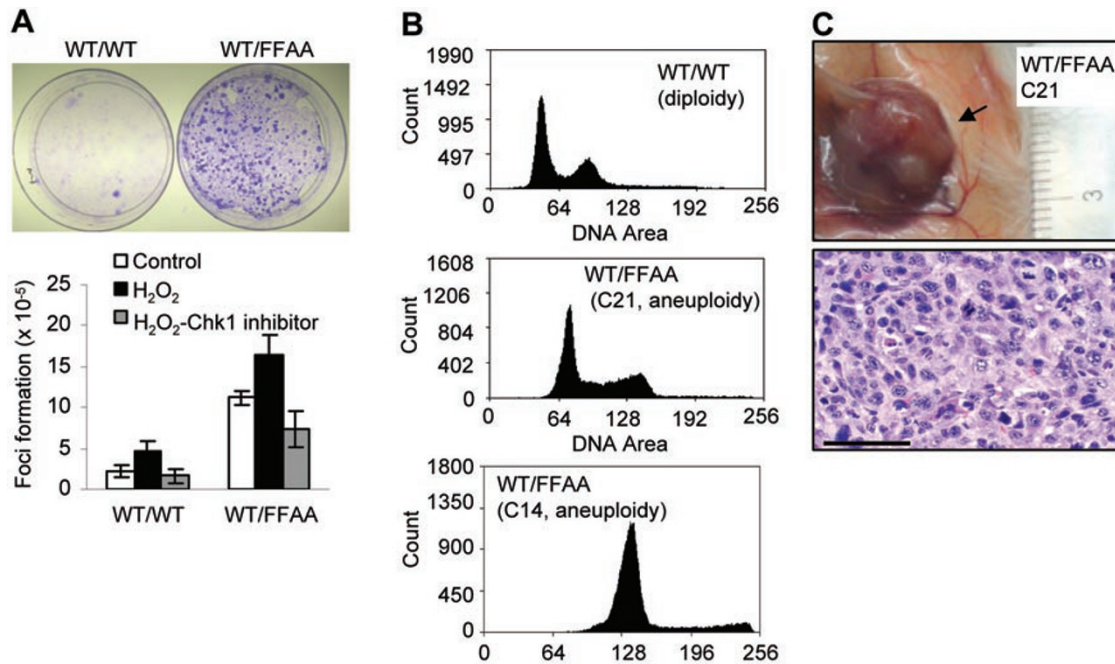 A
WT/WT WT/FFAA
Control
H2O2
H2O2-Chk1 inhibitor
Foci formation (x 10-5)
25
20
15
10
5
0
WT/WT WT/FFAA
B
WT/WT
(diploidy)
Count
1990
1492
995
497
0
0 64 128 192 256
DNA Area
WT/FFAA
(C21, aneuploidy)
Count
1608
1206
804
402
0
0 64 128 192 256
DNA Area
WT/FFAA
(C14, aneuploidy)
Count
1800
1350
900
450
0
0 64 128 192 256
C
WT/FFAA
C21
3